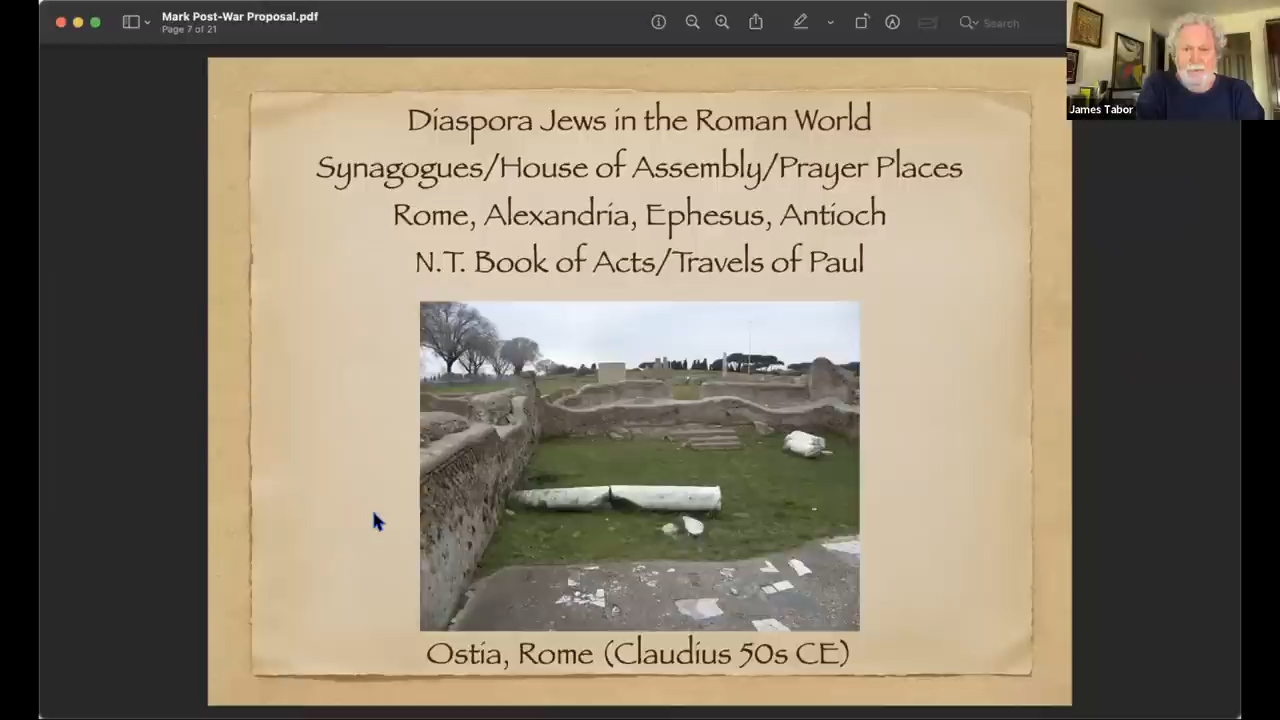 Mark Post-War Proposal.pdf
Page 7 of 21
Search
James Tabor
Diaspora Jews in the Roman World
Synagogues/House of Assembly/Prayer Places
Rome, Alexandria, Ephesus, Antioch
N.T. Book of Acts/Travels of Paul
Ostia, Rome (Claudius 50s CE)